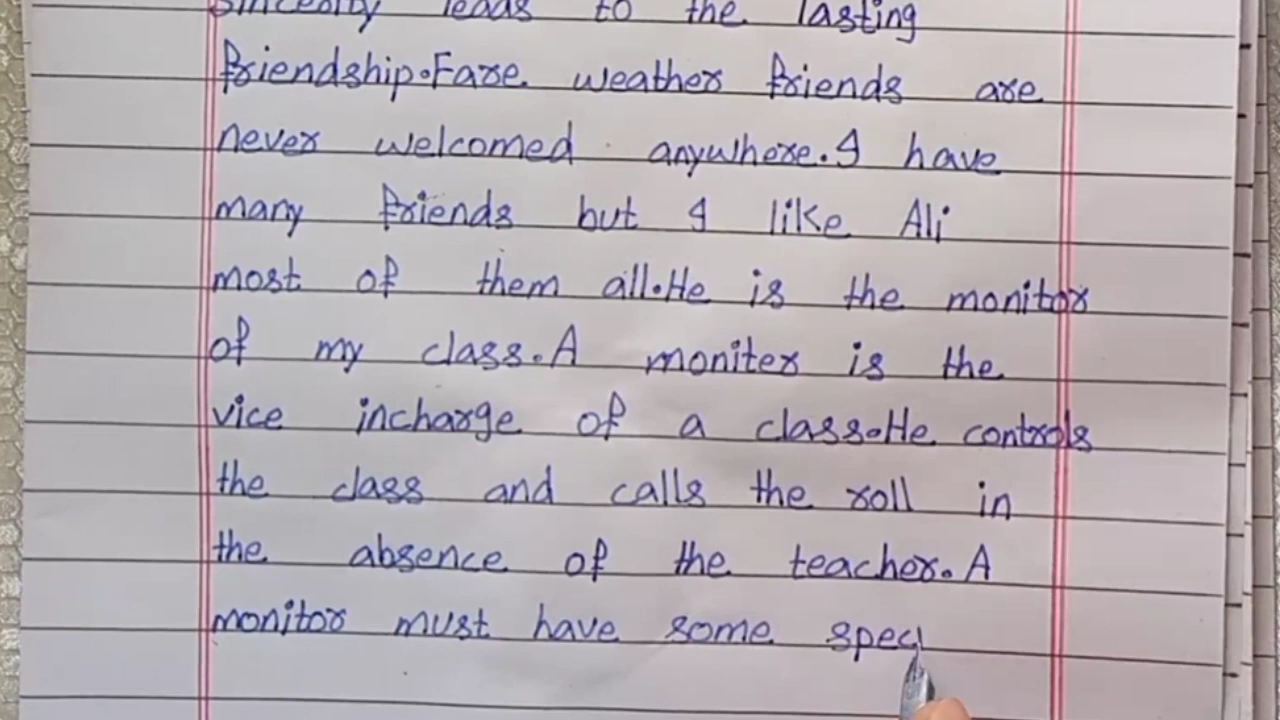 leads to the lasting
friendship.Fare weather friends are
never welcomed anywhere.I have
many friends but I like Ali
most of them all.He is the monitor
of my class.A moniter is the
vice incharge of a class.He controls
the class and calls the roll in
the absence of the teacher.A
monitor must have some speci